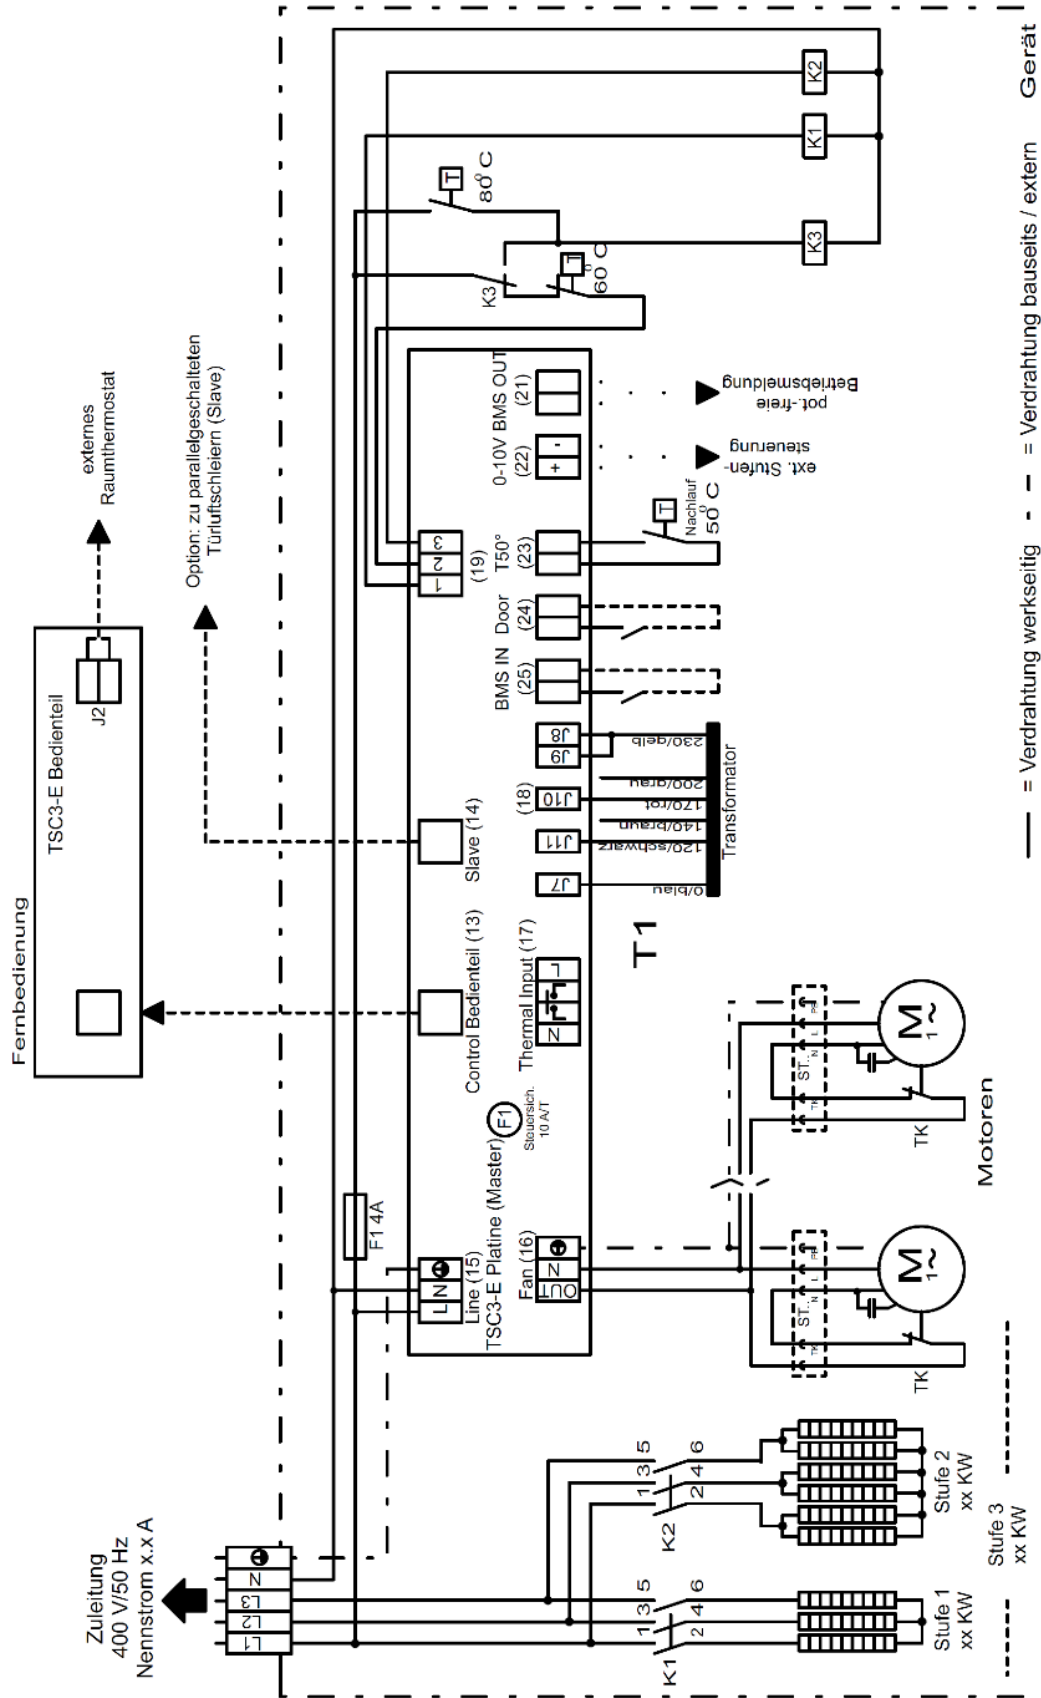 Fernbedienung
TSC3-E Bedienteil
J2
externes
Raumthermostat
Option: zu parallelgeschalteten
Türluftschleiern (Slave)
Zuleitung
400 V/50 Hz
Nennstrom x.x A
L1
L2
L3
N
F1 4A
L
N
Line (15)
TSC3-E Platine (Master)
F1
Steuersich.
10 A/T
Control Bedienteil (13)
Slave (14)
1
2
3
(19)
Fan (16)
OUT
N
Thermal Input (17)
N
L
J7
J11
J10
(18)
J9
J8
BMS IN
(25)
Door
(24)
T50°
(23)
0-10V
(22)
+
-
BMS OUT
(21)
K3
T
60°C
T
80°C
K3
K1
K2
T
Nachlauf
50°C
ext. Stufen-
steuerung
pot.-freie
Betriebsmeldung
0/blau
120/schwarz
140/braun
170/rot
200/grau
230/gelb
Transformator
T1
K1
1
3
5
2
4
6
K2
1
3
5
2
4
6
Stufe 1
xx KW
Stufe 2
xx KW
Stufe 3
xx KW
ST..
TK
N
L
PE
M
1~
TK
ST..
TK
N
L
PE
M
1~
TK
Motoren
= Verdrahtung werkseitig
= Verdrahtung bauseits / extern
Gerät